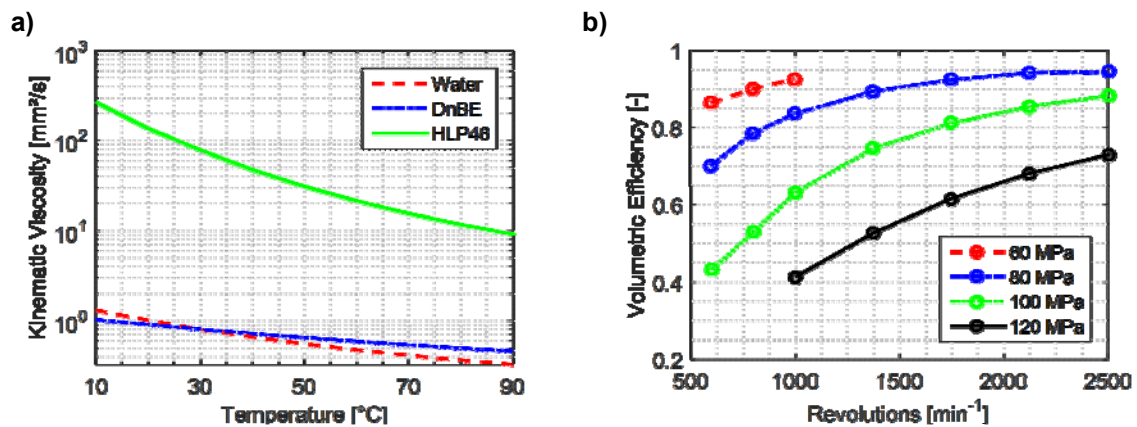 a)
Kinematic Viscosity [mm²/s]
10³
10²
10¹
10⁰
10
30
50
70
90
Temperature [°C]
Water
DnBE
HLP46
b)
Volumetric Efficiency [-]
1
0.8
0.6
0.4
0.2
500
1000
1500
2000
2500
Revolutions [min⁻¹]
60 MPa
80 MPa
100 MPa
120 MPa